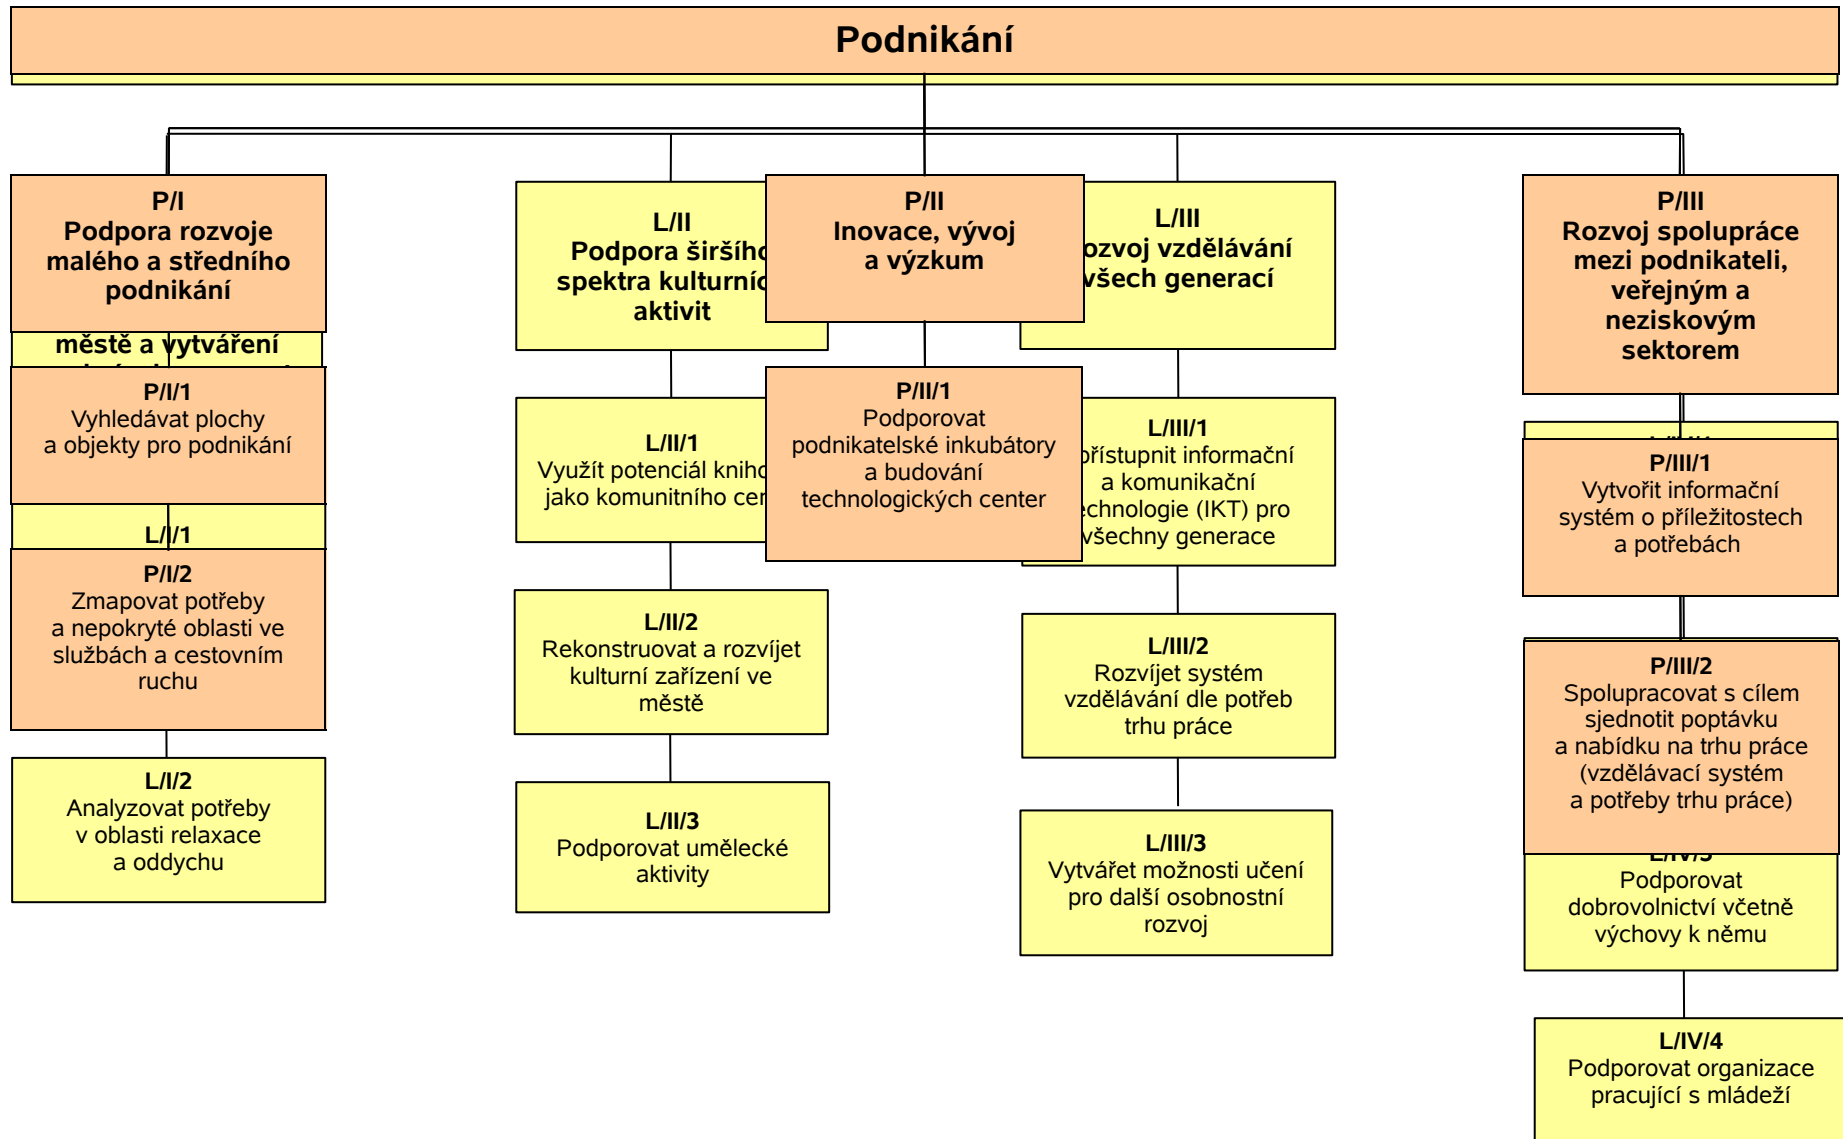 Podnikání
P/I
Podpora rozvoje
malého a středního
podnikání
městě a vytváření
P/I/1
Vyhledávat plochy
a objekty pro podnikání
L/I/1
P/I/2
Zmapovat potřeby
a nepokryté oblasti ve
službách a cestovním
ruchu
L/I/2
Analyzovat potřeby
v oblasti relaxace
a oddychu
L/II
Podpora širšího
spektra kulturníc
aktivit
L/II/1
Využít potenciál kniho
jako komunitního cen
L/II/2
Rekonstruovat a rozvíjet
kulturní zařízení ve
městě
L/II/3
Podporovat umělecké
aktivity
P/II
Inovace, vývoj
a výzkum
P/II/1
Podporovat
podnikatelské inkubátory
a budování
technologických center
L/III
ozvoj vzdělávání
všech generací
L/III/1
přístupnit informační
a komunikační
echnologie (IKT) pro
všechny generace
L/III/2
Rozvíjet systém
vzdělávání dle potřeb
trhu práce
L/III/3
Vytvářet možnosti učení
pro další osobnostní
rozvoj
P/III
Rozvoj spolupráce
mezi podnikateli,
veřejným a
neziskovým
sektorem
P/III/1
Vytvořit informační
systém o příležitostech
a potřebách
P/III/2
Spolupracovat s cílem
sjednotit poptávku
a nabídku na trhu práce
(vzdělávací systém
a potřeby trhu práce)
L/IV/3
Podporovat
dobrovolnictví včetně
výchovy k němu
L/IV/4
Podporovat organizace
pracující s mládeží